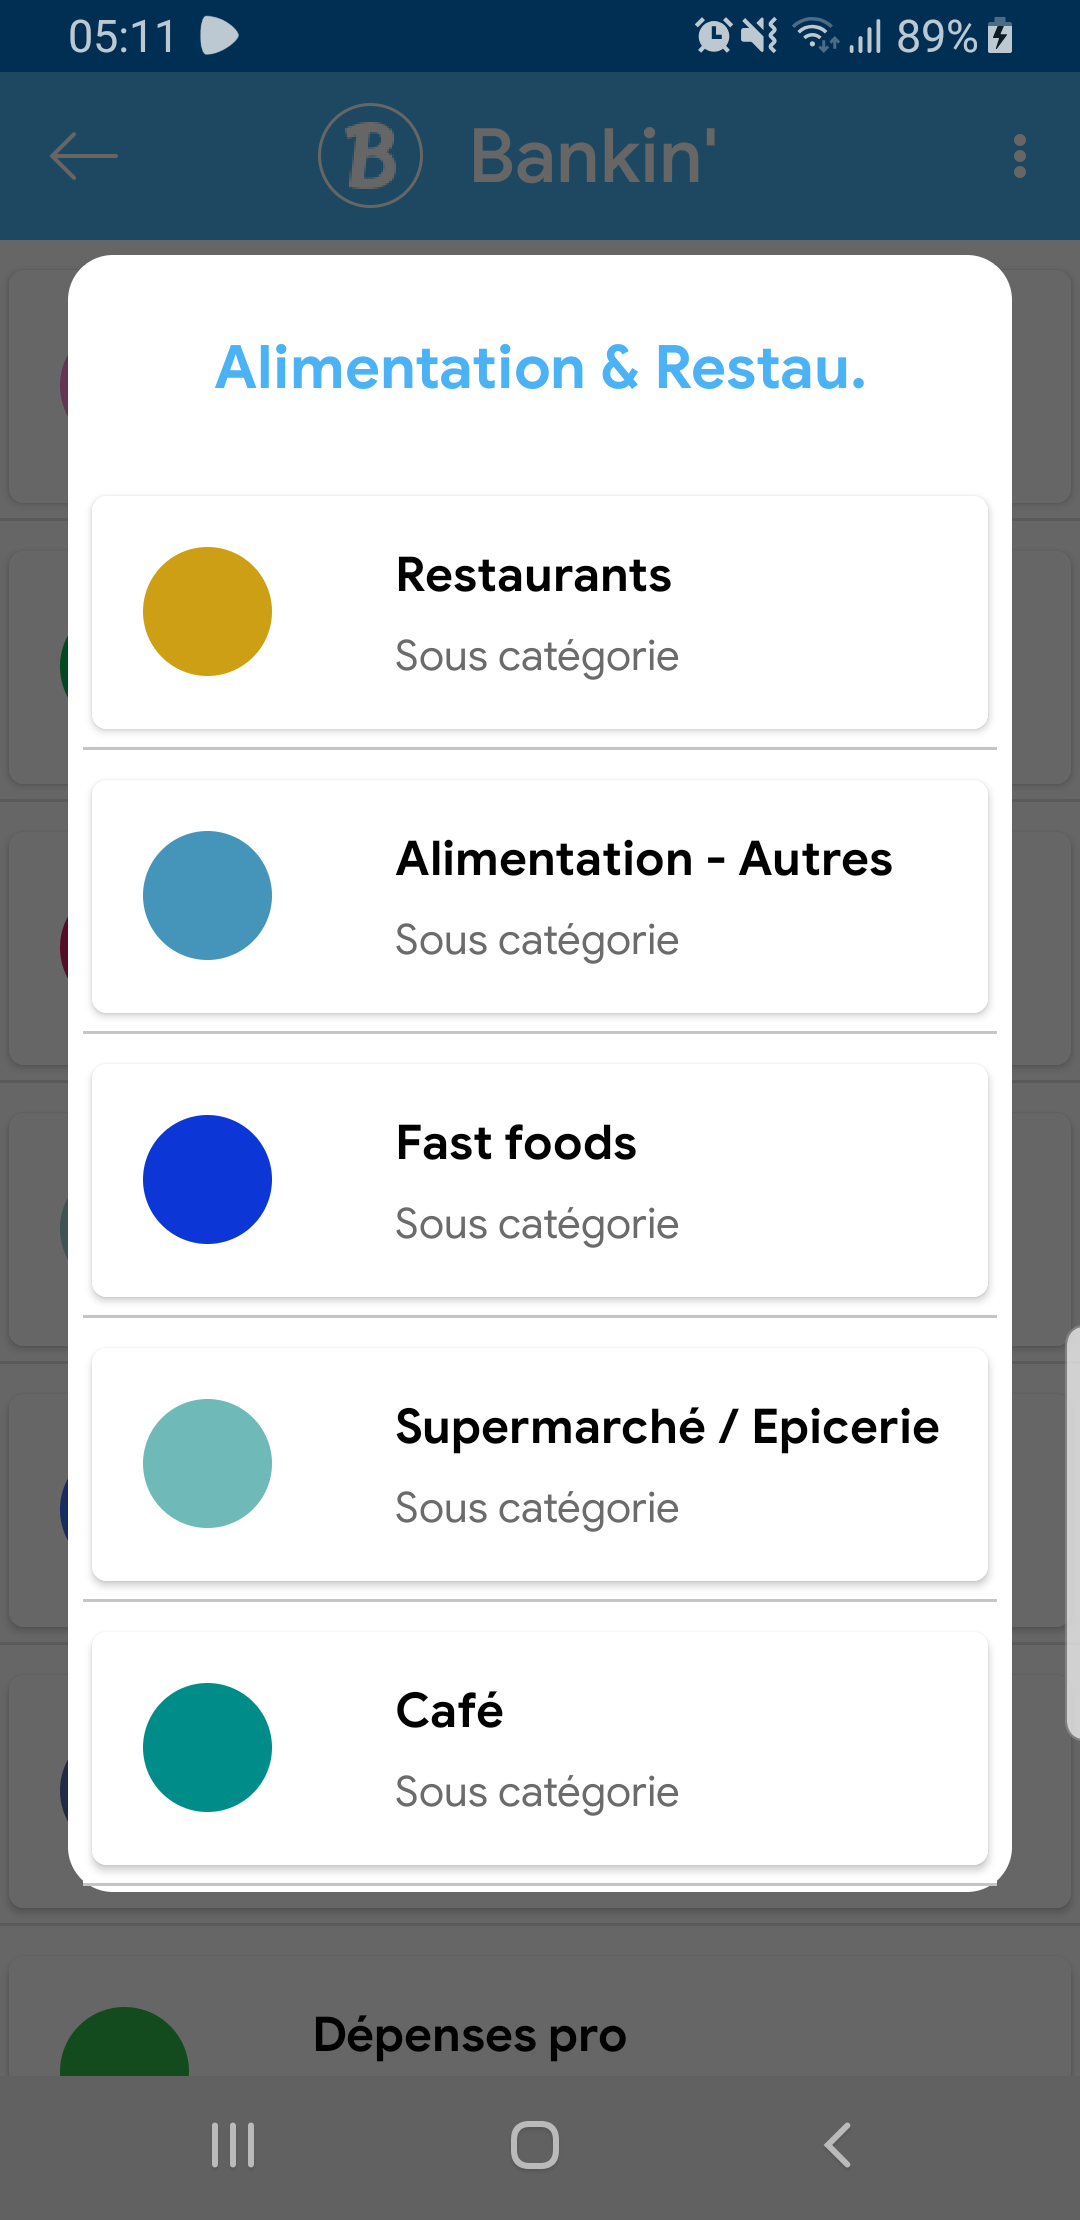 05:11
89%
B Bankin'
Alimentation & Restau.
Restaurants
Sous catégorie
Alimentation - Autres
Sous catégorie
Fast foods
Sous catégorie
Supermarché / Epicerie
Sous catégorie
Café
Sous catégorie
Dépenses pro